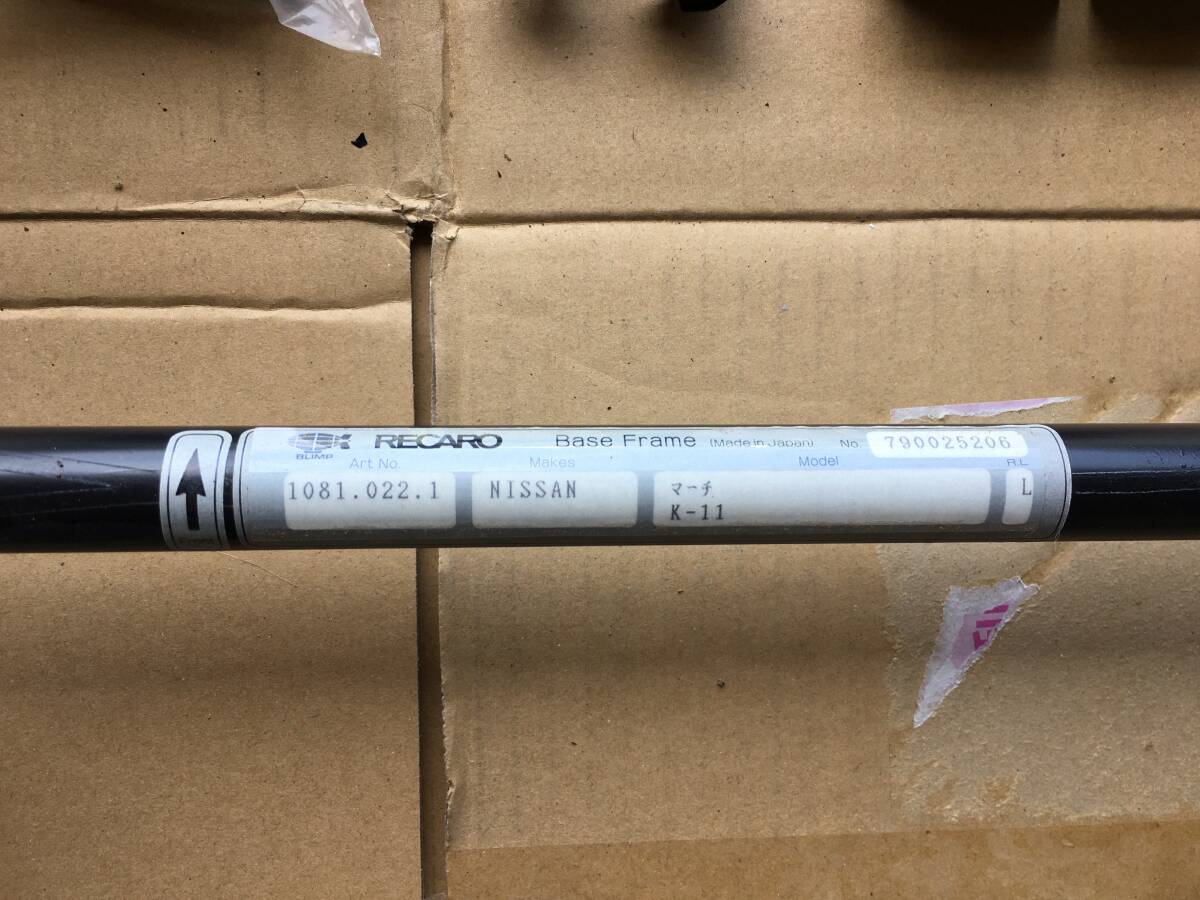 BLIMP RECARO Base Frame (Made in Japan) No. 790025206
Art No. Makes Model R.L
1081.022.1 NISSAN マーチ L
K-11